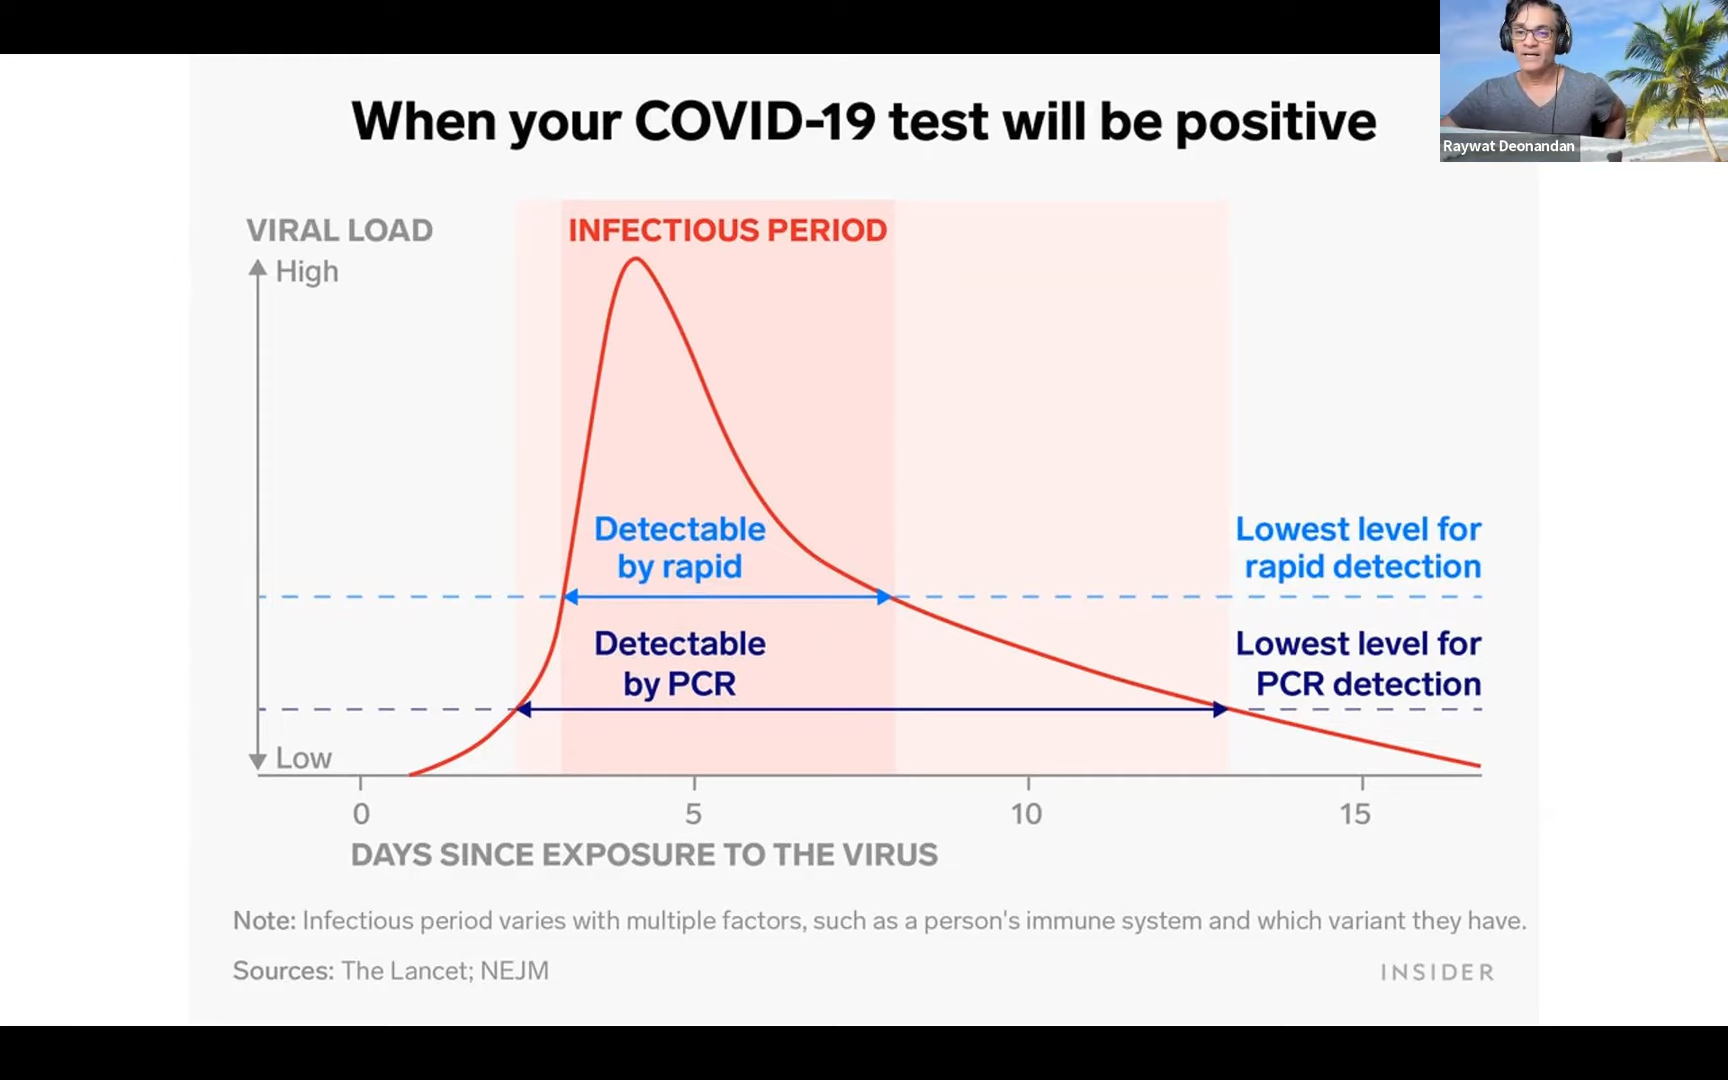 When your COVID-19 test will be positive
Raywat Deonandan
VIRAL LOAD
INFECTIOUS PERIOD
High
Detectable
by rapid
Lowest level for
rapid detection
Detectable
by PCR
Lowest level for
PCR detection
Low
0 5 10 15
DAYS SINCE EXPOSURE TO THE VIRUS
Note: Infectious period varies with multiple factors, such as a person's immune system and which variant they have.
Sources: The Lancet; NEJM
INSIDER